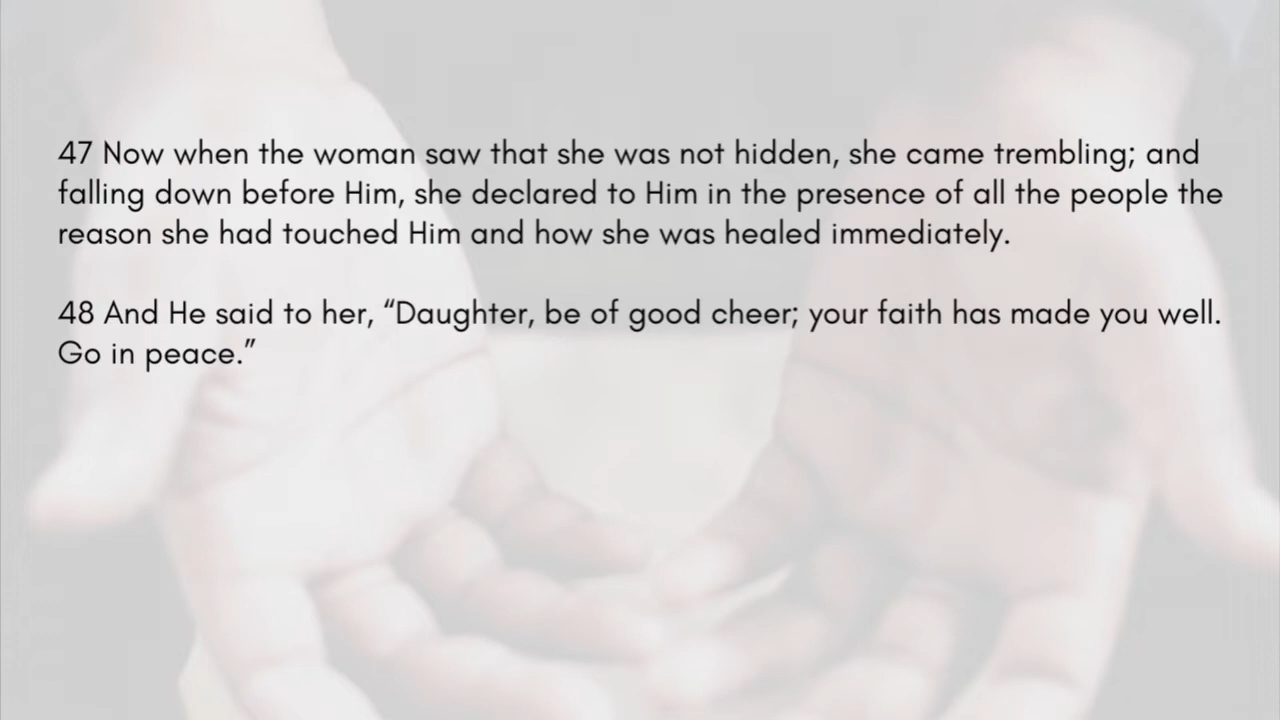 47 Now when the woman saw that she was not hidden, she came trembling; and
falling down before Him, she declared to Him in the presence of all the people the
reason she had touched Him and how she was healed immediately.
48 And He said to her, “Daughter, be of good cheer; your faith has made you well.
Go in peace.”